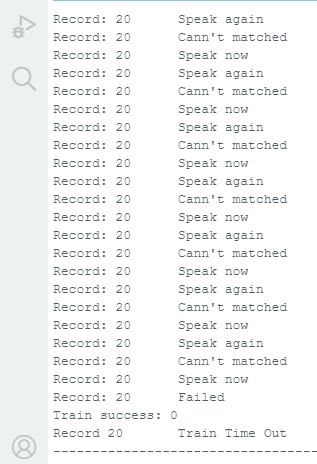 Record: 20 Speak again
Record: 20 Cann't matched
Record: 20 Speak now
Record: 20 Speak again
Record: 20 Cann't matched
Record: 20 Speak now
Record: 20 Speak again
Record: 20 Cann't matched
Record: 20 Speak now
Record: 20 Speak again
Record: 20 Cann't matched
Record: 20 Speak now
Record: 20 Speak again
Record: 20 Cann't matched
Record: 20 Speak now
Record: 20 Speak again
Record: 20 Cann't matched
Record: 20 Speak now
Record: 20 Speak again
Record: 20 Cann't matched
Record: 20 Speak now
Record: 20 Failed
Train success: 0
Record 20 Train Time Out
----------------------------------